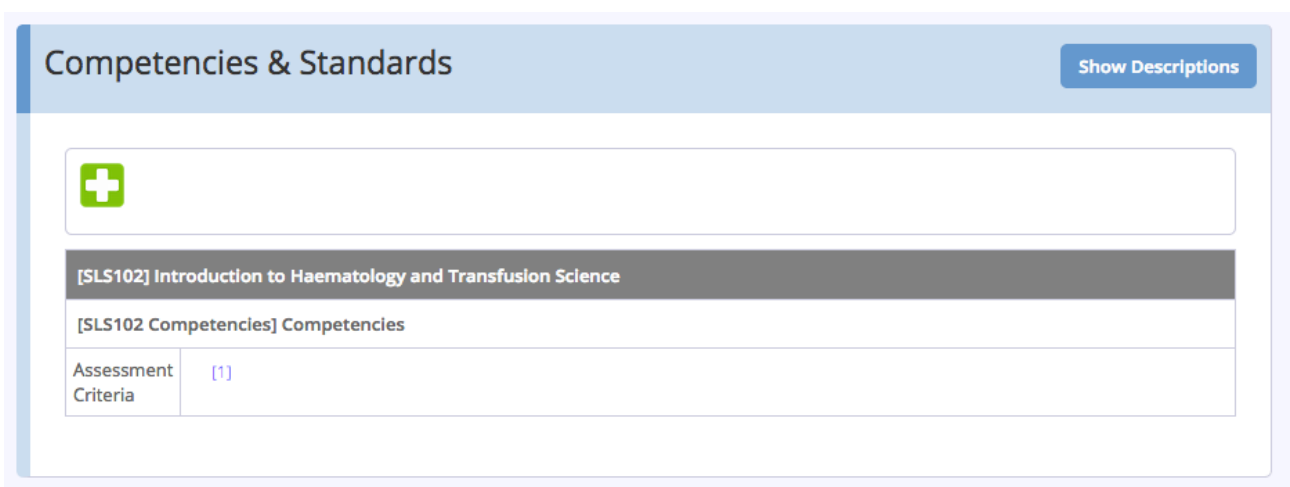 Competencies & Standards
Show Descriptions
[SLS102] Introduction to Haematology and Transfusion Science
[SLS102 Competencies] Competencies
Assessment
Criteria
[1]